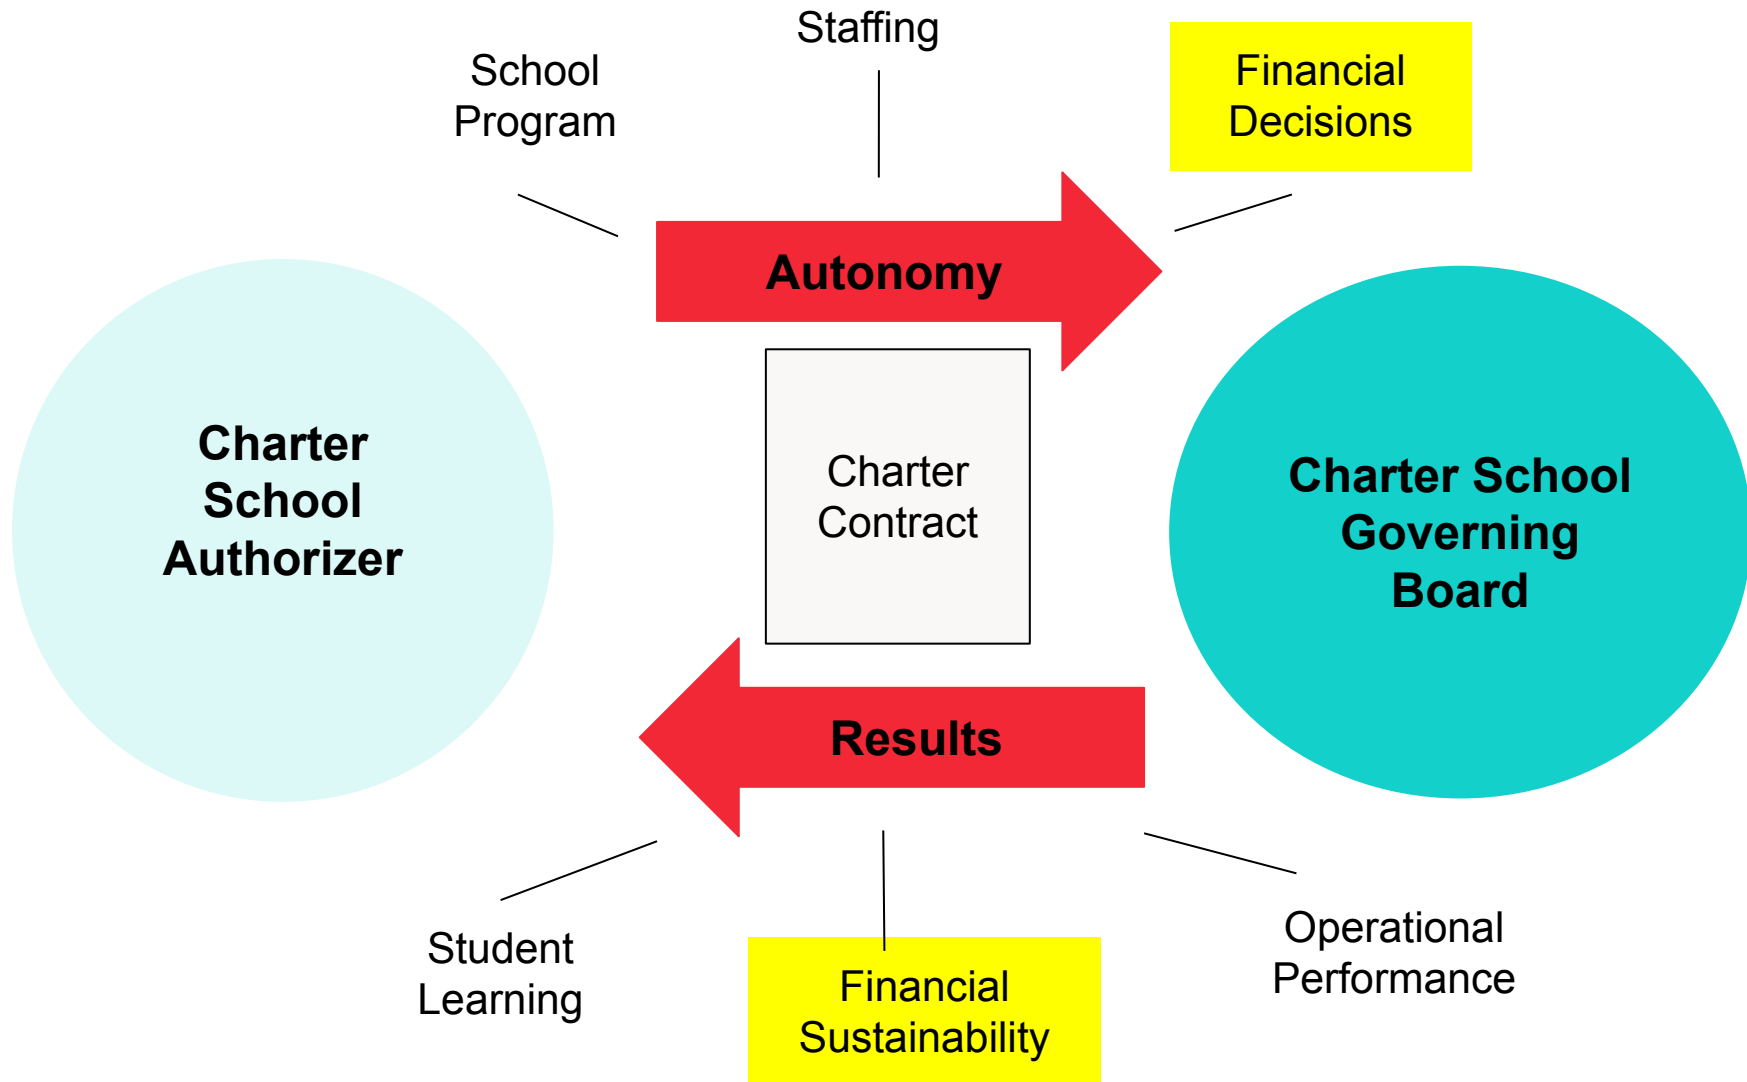 Staffing
School
Program
Financial
Decisions
Autonomy
Charter
School
Authorizer
Charter
Contract
Charter School
Governing
Board
Results
Student
Learning
Financial
Sustainability
Operational
Performance